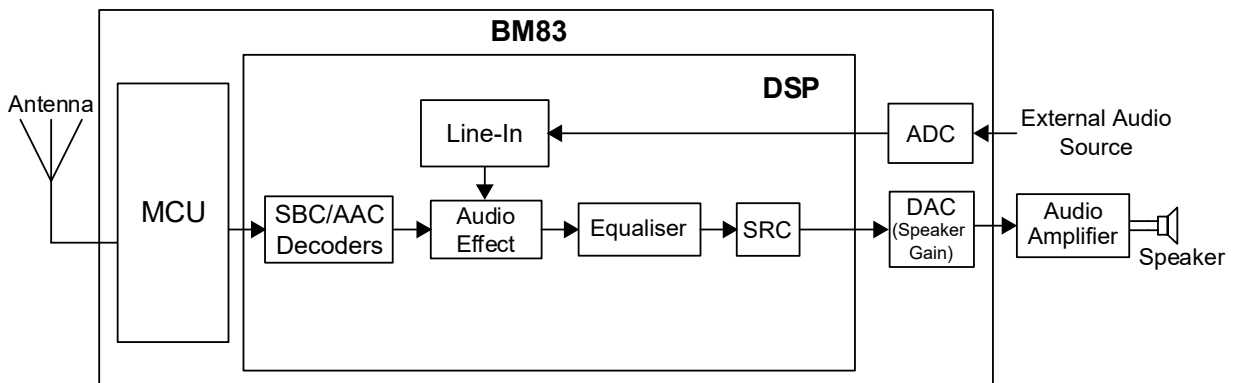 BM83
DSP
Antenna
MCU
Line-In
ADC
External Audio
Source
SBC/AAC
Decoders
Audio
Effect
Equaliser
SRC
DAC
(Speaker
Gain)
Audio
Amplifier
Speaker